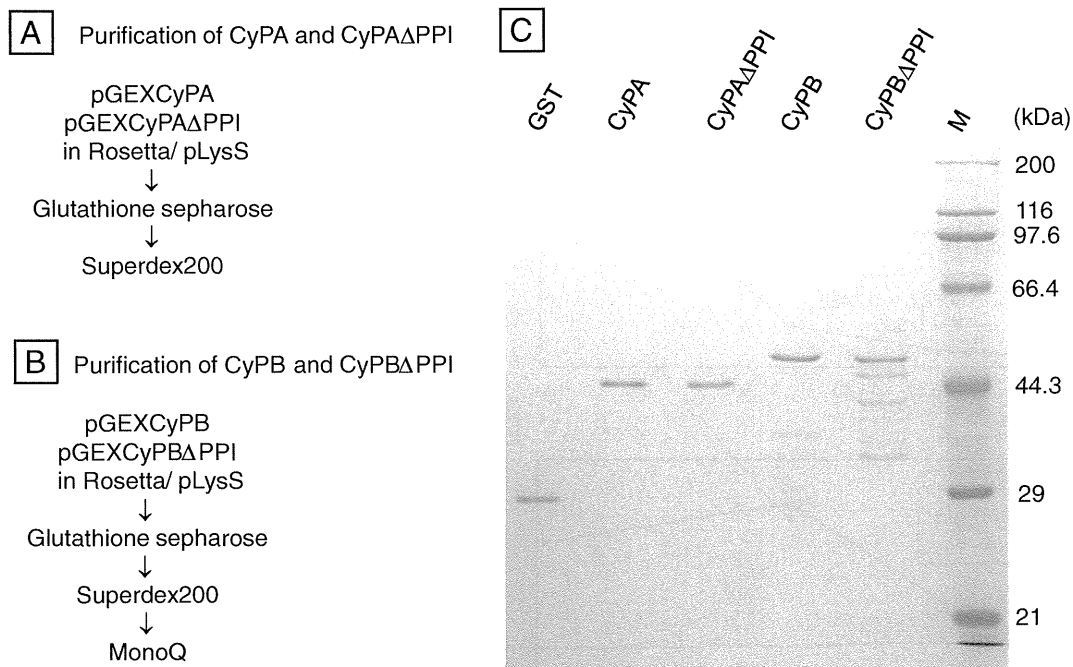 A
Purification of CyPA and CyPAΔPPI
pGEXCyPA
pGEXCyPAΔPPI
in Rosetta/ pLysS
↓
Glutathione sepharose
↓
Superdex200
B
Purification of CyPB and CyPBΔPPI
pGEXCyPB
pGEXCyPBΔPPI
in Rosetta/ pLysS
↓
Glutathione sepharose
↓
Superdex200
↓
MonoQ
C
GST
CyPA
CyPAΔPPI
CyPB
CyPBΔPPI
M
(kDa)
200
116
97.6
66.4
44.3
29
21